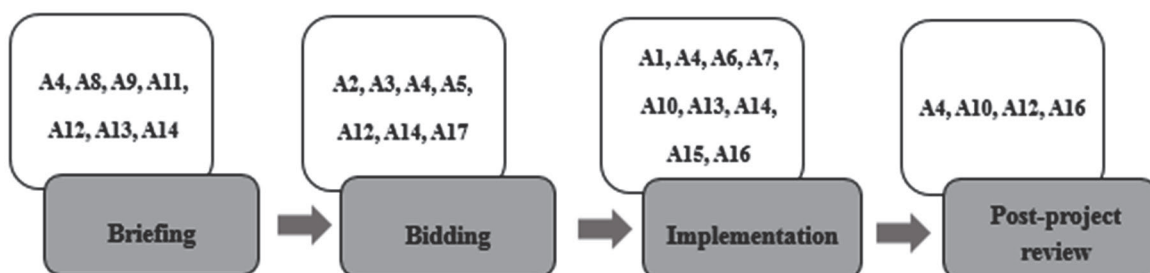 A4, A8, A9, A11,
A12, A13, A14
Briefing
A2, A3, A4, A5,
A12, A14, A17
Bidding
A1, A4, A6, A7,
A10, A13, A14,
A15, A16
Implementation
A4, A10, A12, A16
Post-project
review